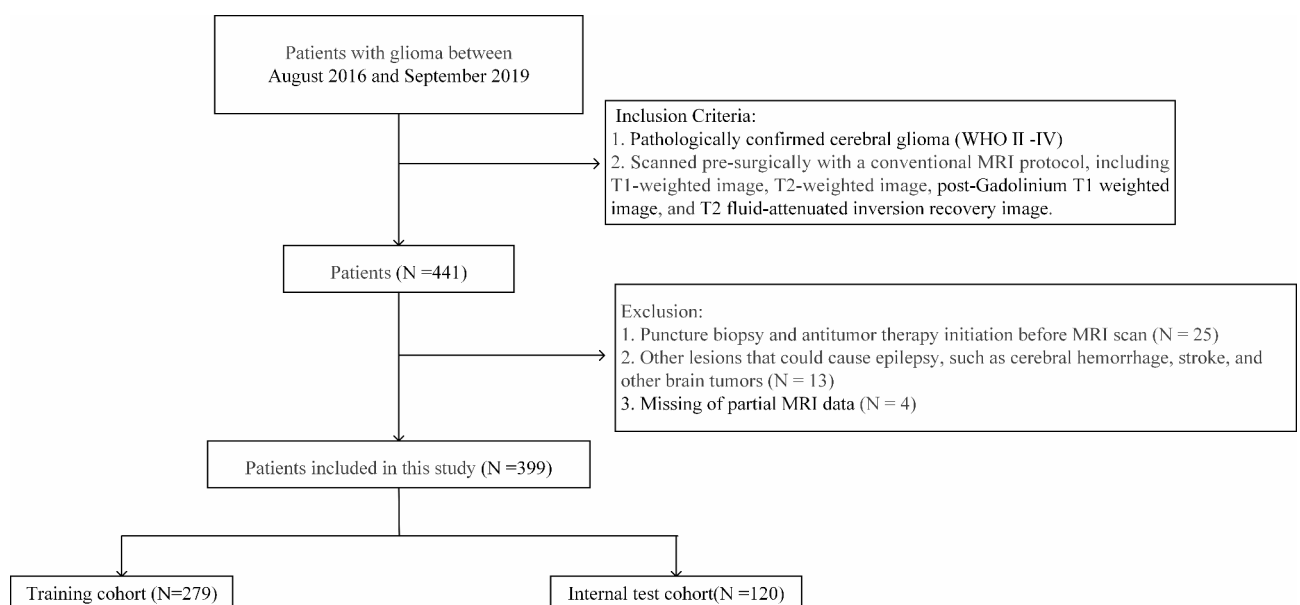 Patients with glioma between
August 2016 and September 2019
Inclusion Criteria:
1. Pathologically confirmed cerebral glioma (WHO II -IV)
2. Scanned pre-surgically with a conventional MRI protocol, including
T1-weighted image, T2-weighted image, post-Gadolinium T1 weighted
image, and T2 fluid-attenuated inversion recovery image.
Patients (N =441)
Exclusion:
1. Puncture biopsy and antitumor therapy initiation before MRI scan (N = 25)
2. Other lesions that could cause epilepsy, such as cerebral hemorrhage, stroke, and
other brain tumors (N = 13)
3. Missing of partial MRI data (N = 4)
Patients included in this study (N =399)
Training cohort (N=279)
Internal test cohort(N =120)